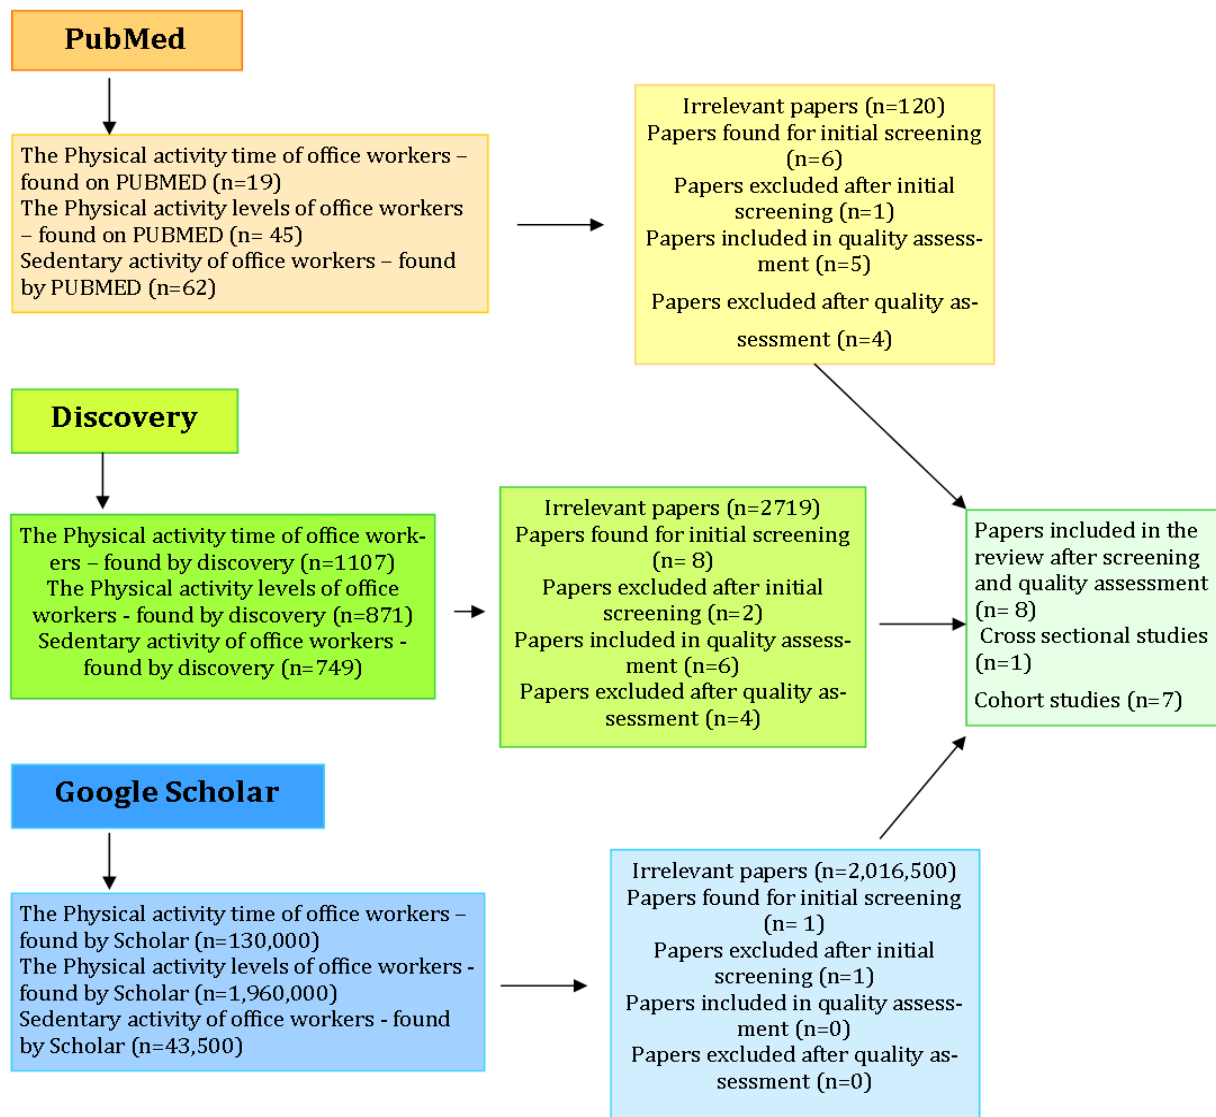 PubMed
The Physical activity time of office workers –
found on PUBMED (n=19)
The Physical activity levels of office workers
– found on PUBMED (n= 45)
Sedentary activity of office workers – found
by PUBMED (n=62)
Irrelevant papers (n=120)
Papers found for initial screening
(n=6)
Papers excluded after initial
screening (n=1)
Papers included in quality assess-
ment (n=5)
Papers excluded after quality as-
sessment (n=4)
Discovery
The Physical activity time of office work-
ers – found by discovery (n=1107)
The Physical activity levels of office
workers - found by discovery (n=871)
Sedentary activity of office workers -
found by discovery (n=749)
Irrelevant papers (n=2719)
Papers found for initial screening
(n= 8)
Papers excluded after initial
screening (n=2)
Papers included in quality assess-
ment (n=6)
Papers excluded after quality as-
sessment (n=4)
Papers included in the
review after screening
and quality assessment
(n= 8)
Cross sectional studies
(n=1)
Cohort studies (n=7)
Google Scholar
The Physical activity time of office workers –
found by Scholar (n=130,000)
The Physical activity levels of office workers -
found by Scholar (n=1,960,000)
Sedentary activity of office workers - found
by Scholar (n=43,500)
Irrelevant papers (n=2,016,500)
Papers found for initial screening
(n= 1)
Papers excluded after initial
screening (n=1)
Papers included in quality assess-
ment (n=0)
Papers excluded after quality as-
sessment (n=0)